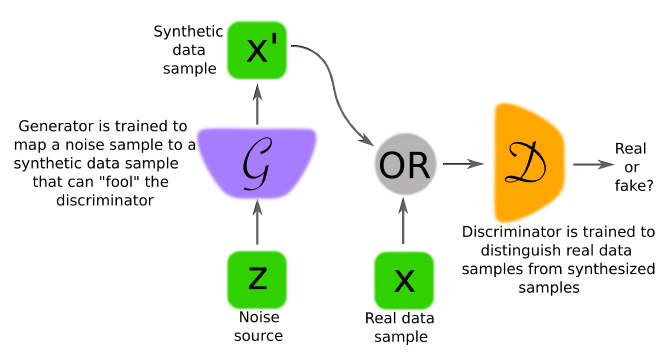 Synthetic
data
sample
x'
Generator is trained to
map a noise sample to a
synthetic data sample
that can "fool" the
discriminator
G
OR
D
Real
or
fake?
Discriminator is trained to
distinguish real data
samples from synthesized
samples
z
x
Noise
source
Real data
sample